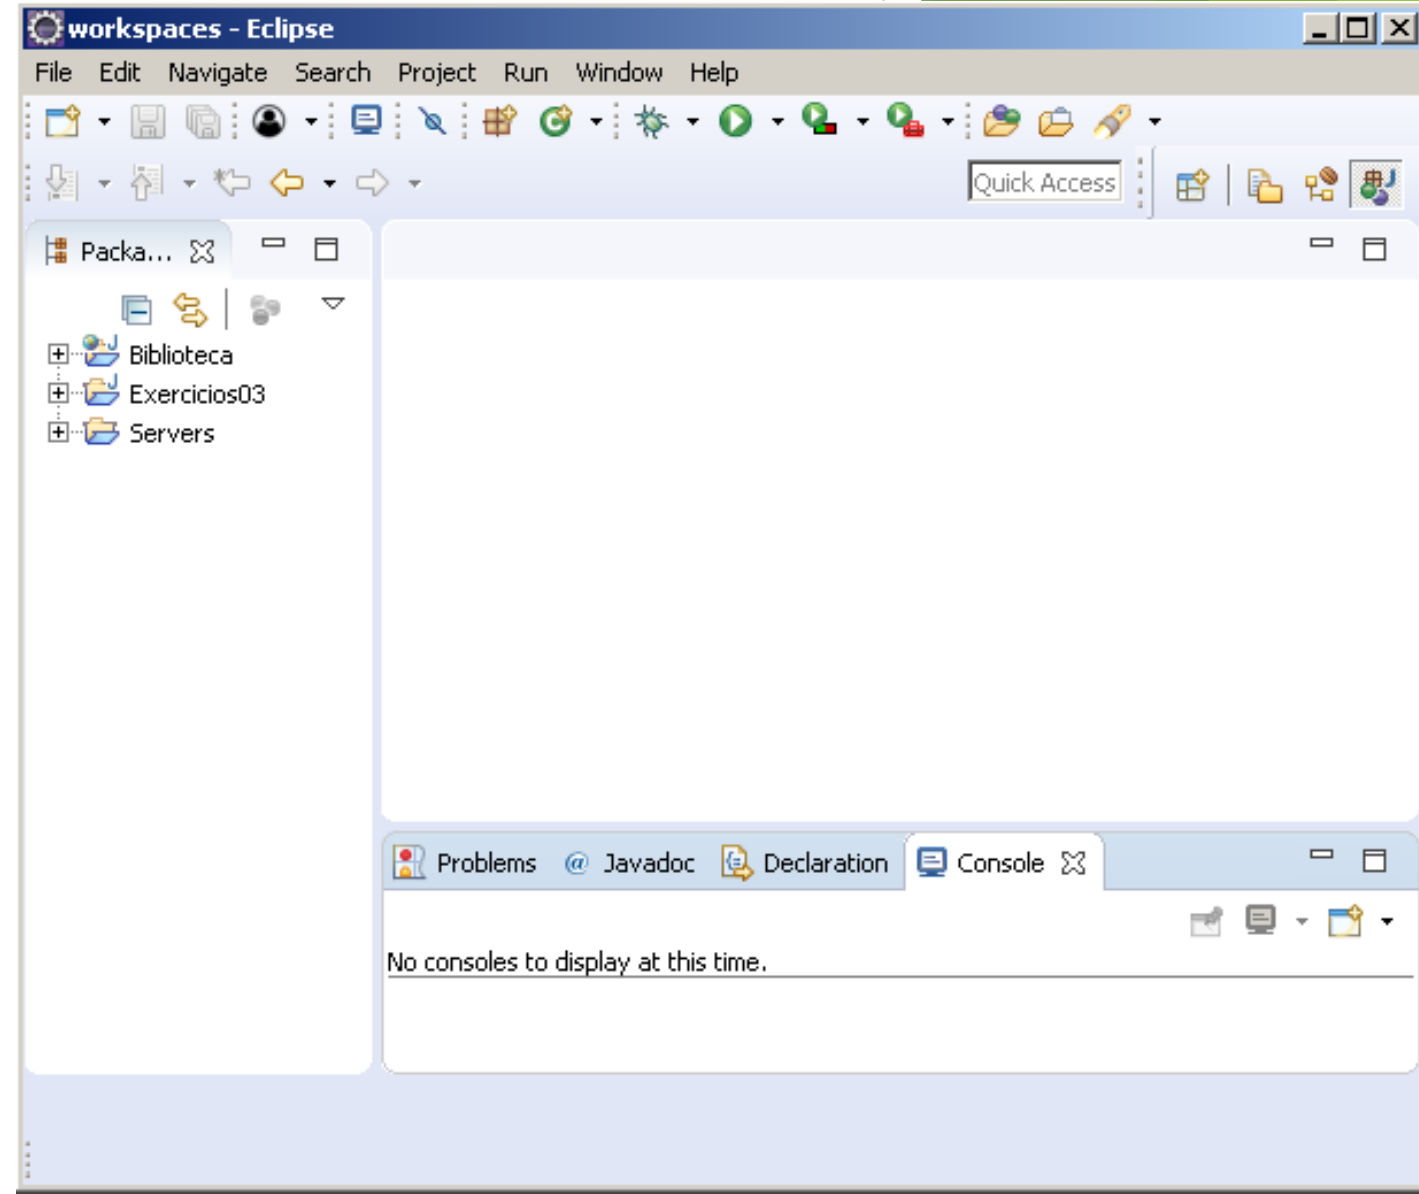 workspaces - Eclipse
File Edit Navigate Search Project Run Window Help
Quick Access
Packa...
Biblioteca
Exercicios03
Servers
Problems @ Javadoc Declaration Console
No consoles to display at this time.